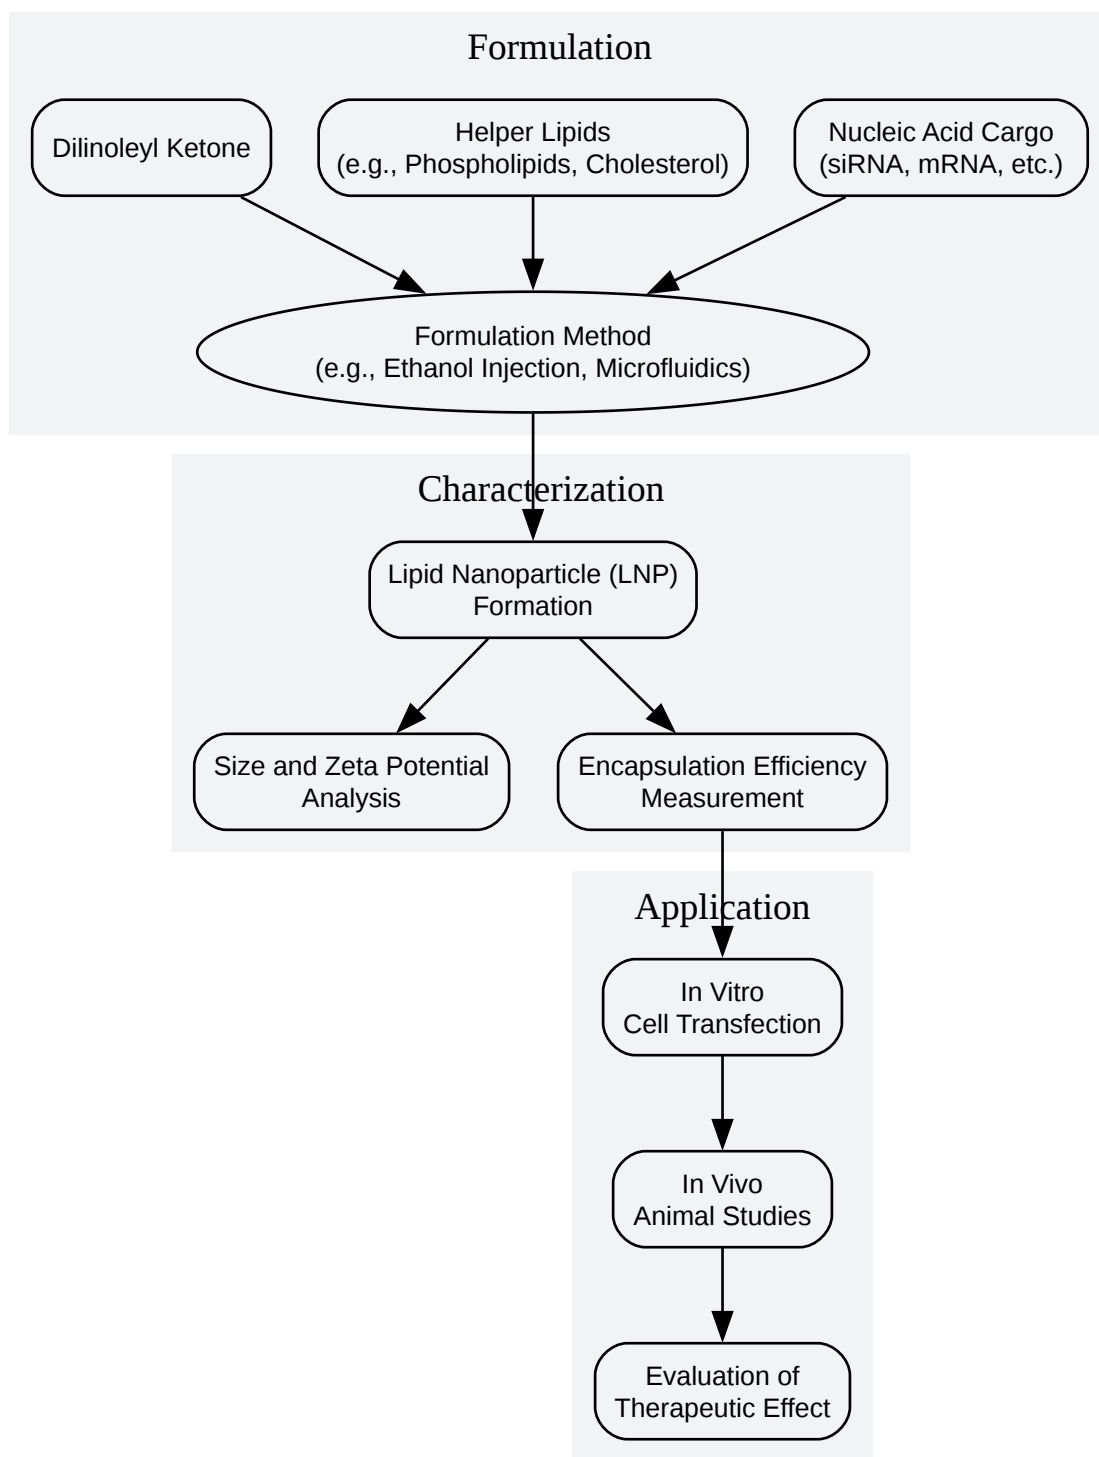 Formulation
Dilinoleyl Ketone
Helper Lipids
(e.g., Phospholipids, Cholesterol)
Nucleic Acid Cargo
(siRNA, mRNA, etc.)
Formulation Method
(e.g., Ethanol Injection, Microfluidics)
Characterization
Lipid Nanoparticle (LNP)
Formation
Size and Zeta Potential
Analysis
Encapsulation Efficiency
Measurement
Application
In Vitro
Cell Transfection
In Vivo
Animal Studies
Evaluation of
Therapeutic Effect